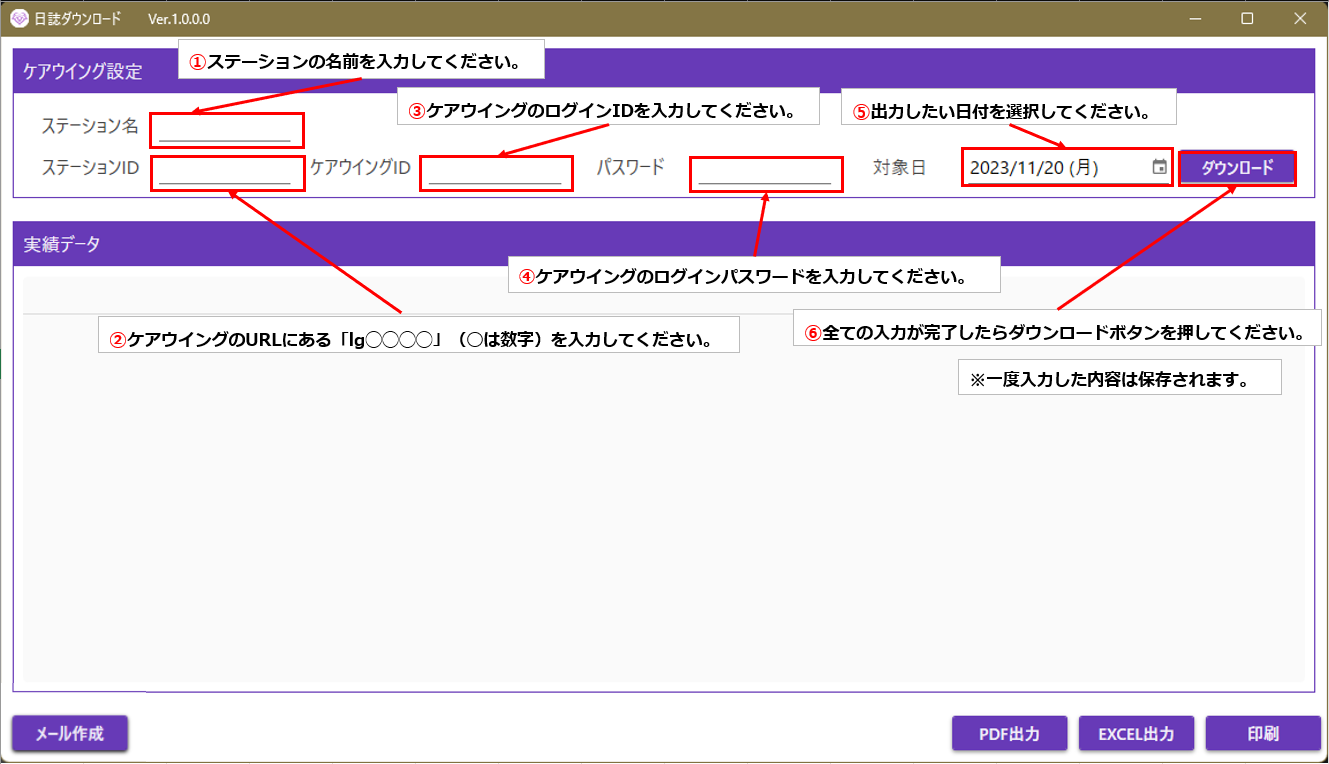 日誌ダウンロード Ver.1.0.0.0
ケアウイング設定
①ステーションの名前を入力してください。
③ケアウイングのログインIDを入力してください。
⑤出力したい日付を選択してください。
ステーション名
ステーションID
ケアウイングID
パスワード
対象日
2023/11/20 (月)
ダウンロード
実績データ
④ケアウイングのログインパスワードを入力してください。
②ケアウイングのURLにある「lg〇〇〇〇」（〇は数字）を入力してください。
⑥全ての入力が完了したらダウンロードボタンを押してください。
※一度入力した内容は保存されます。
メール作成
PDF出力
EXCEL出力
印刷